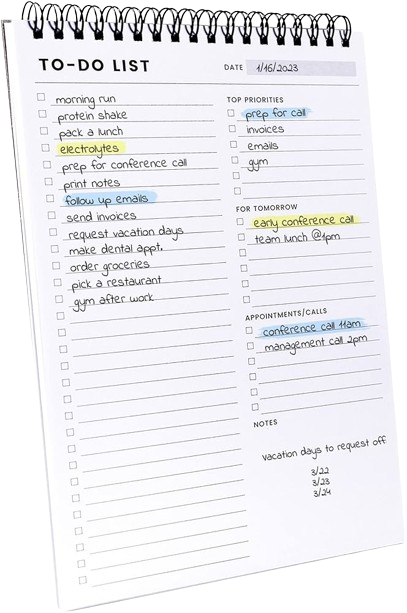 TO-DO LIST
DATE 1/16/2023
morning run
protein shake
pack a lunch
electrolytes
prep for conference call
print notes
follow up emails
send invoices
request vacation days
make dental appt.
order groceries
pick a restaurant
gym after work
TOP PRIORITIES
prep for call
invoices
emails
gym
FOR TOMORROW
early conference call
team lunch @1pm
APPOINTMENTS/CALLS
conference call 11am
management call 2pm
NOTES
vacation days to request off
3/22
3/23
3/24